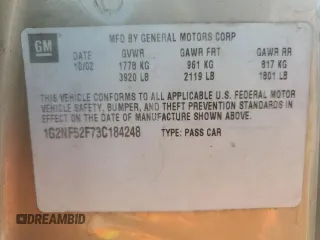 GM
MFD BY GENERAL MOTORS CORP
DATE GVWR GAWR FRT GAWR RR
10/02 1778 KG 961 KG 817 KG
3920 LB 2119 LB 1801 LB
THIS VEHICLE CONFORMS TO ALL APPLICABLE U.S. FEDERAL MOTOR
VEHICLE SAFETY, BUMPER, AND THEFT PREVENTION STANDARDS IN
EFFECT ON THE DATE OF MANUFACTURE SHOWN ABOVE.
1G2NF52F73C184248 TYPE: PASS CAR
DREAMBID